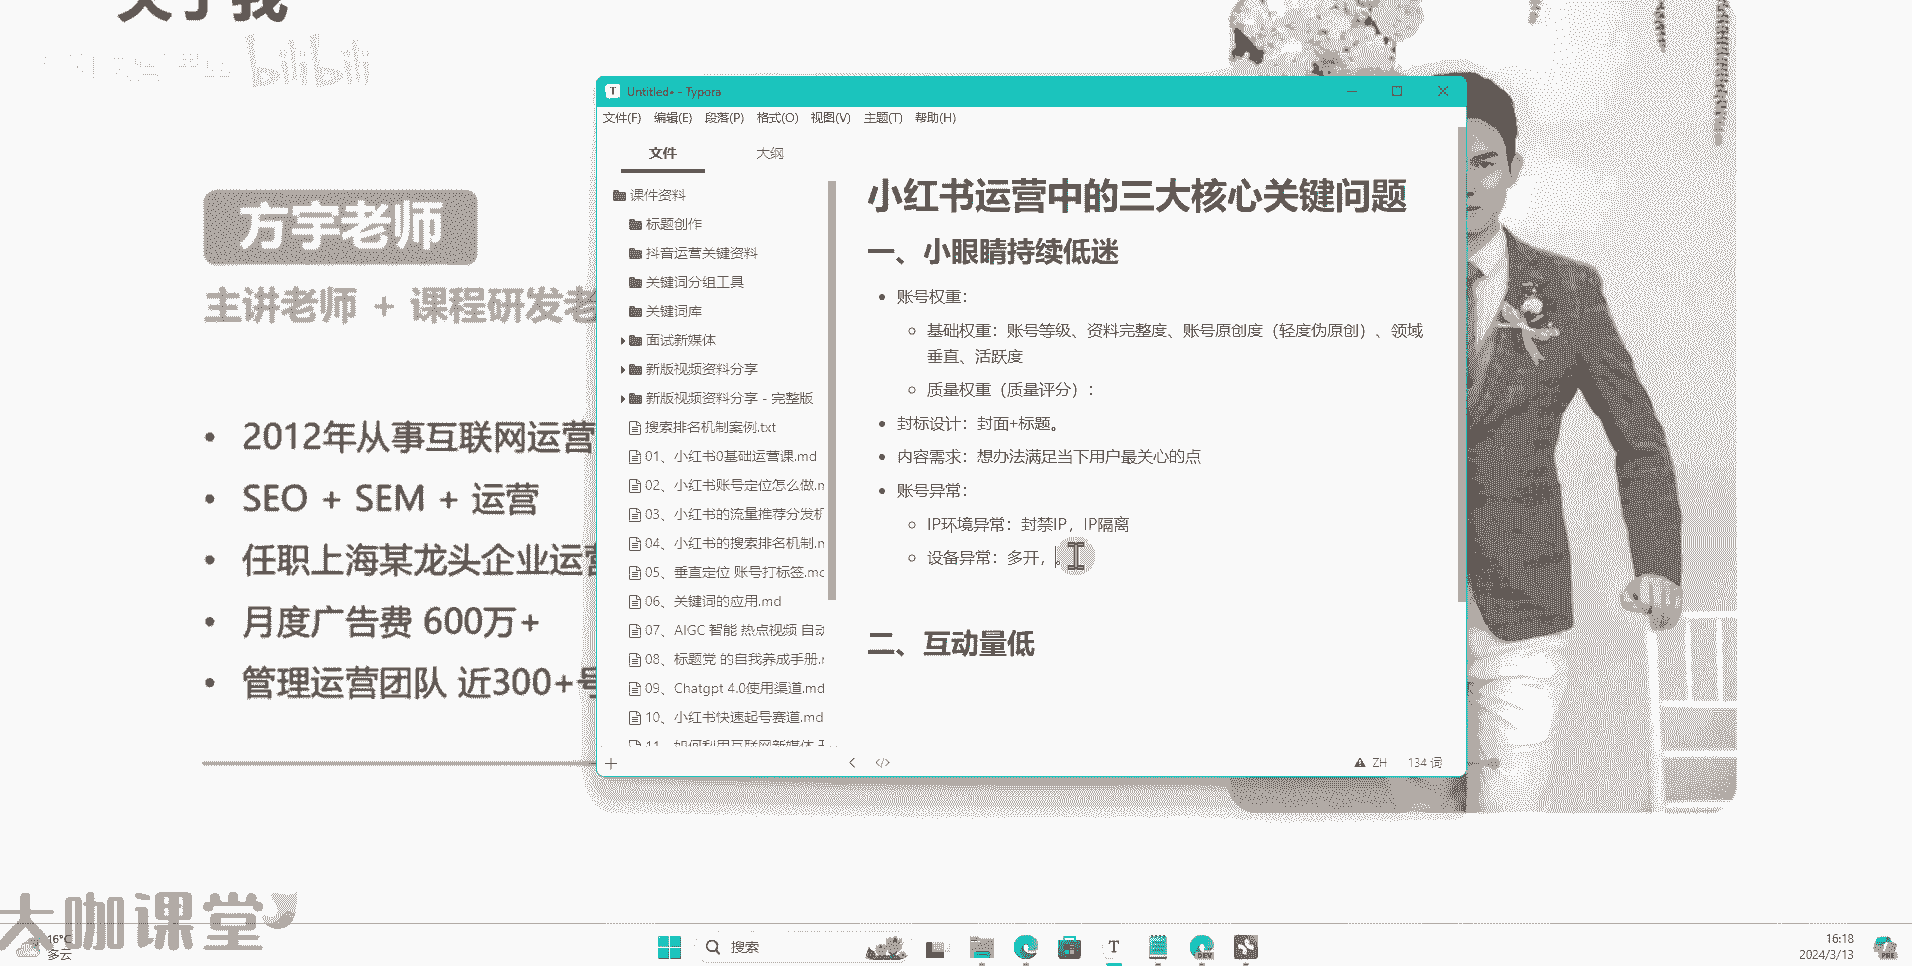 关于我
bilibili
方宇老师
主讲老师 + 课程研发老
2012年从事互联网运营
SEO + SEM + 运营
任职上海某龙头企业运营
月度广告费 600万+
管理运营团队 近300+号
Untitled• - Typora
文件(F) 编辑(E) 段落(P) 格式(O) 视图(V) 主题(T) 帮助(H)
文件 大纲
课件资料
标题创作
抖音运营关键资料
关键词分组工具
关键词库
面试新媒体
新版视频资料分享
新版视频资料分享 - 完整版
搜索排名机制案例.txt
01、小红书0基础运营课.md
02、小红书账号定位怎么做.m
03、小红书的流量推荐分发机
04、小红书的搜索排名机制.m
05、垂直定位 账号打标签.mc
06、关键词的应用.md
07、AIGC 智能 热点视频 自动
08、标题党 的自我养成手册.r
09、Chatgpt 4.0使用渠道.md
10、小红书快速起号赛道.md
11、如何利用互联网新媒体
小红书运营中的三大核心关键问题
一、小眼睛持续低迷
账号权重：
基础权重：账号等级、资料完整度、账号原创度（轻度伪原创）、领域
垂直、活跃度
质量权重（质量评分）：
封标设计：封面+标题。
内容需求：想办法满足当下用户最关心的点
账号异常：
IP环境异常：封禁IP，IP隔离
设备异常：多开，。
二、互动量低
ZH 134 词
大咖课堂
16°C
多云
搜索
DEV
16:18
2024/3/13
PRE